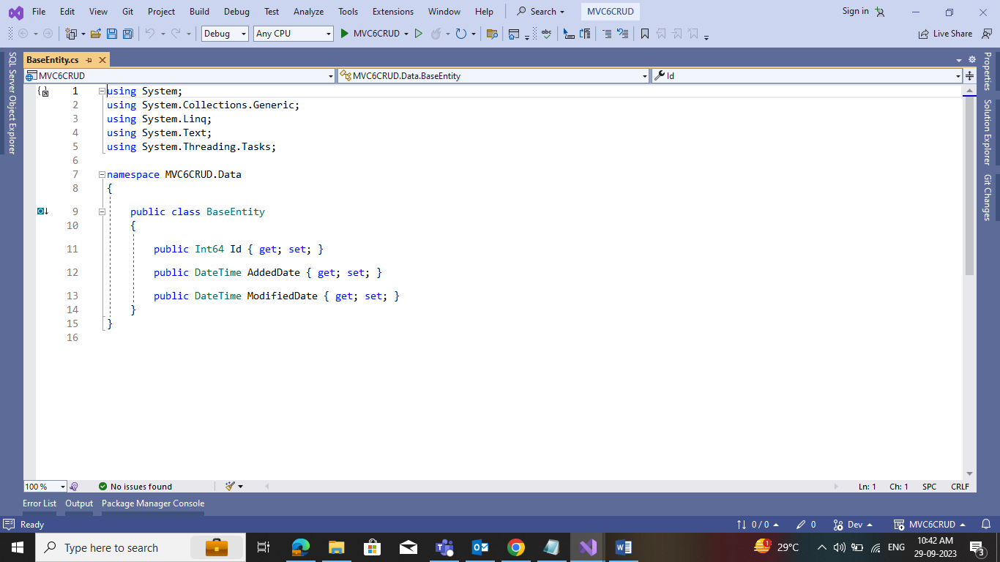 File Edit View Git Project Build Debug Test Analyze Tools Extensions Window Help Search MVC6CRUD Sign in
Debug Any CPU MVC6CRUD abc Live Share
SQL Server Object Explorer
BaseEntity.cs
MVC6CRUD MVC6CRUD.Data.BaseEntity Id
1 using System;
2 using System.Collections.Generic;
3 using System.Linq;
4 using System.Text;
5 using System.Threading.Tasks;
6
7 namespace MVC6CRUD.Data
8 {
9 public class BaseEntity
10 {
11 public Int64 Id { get; set; }
12 public DateTime AddedDate { get; set; }
13 public DateTime ModifiedDate { get; set; }
14 }
15 }
16
Properties
Solution Explorer
Git Changes
100 % No issues found Ln: 1 Ch: 1 SPC CRLF
Error List Output Package Manager Console
Ready 0 / 0 0 Dev MVC6CRUD
Type here to search 1 29°C ENG 10:42 AM
29-09-2023 3